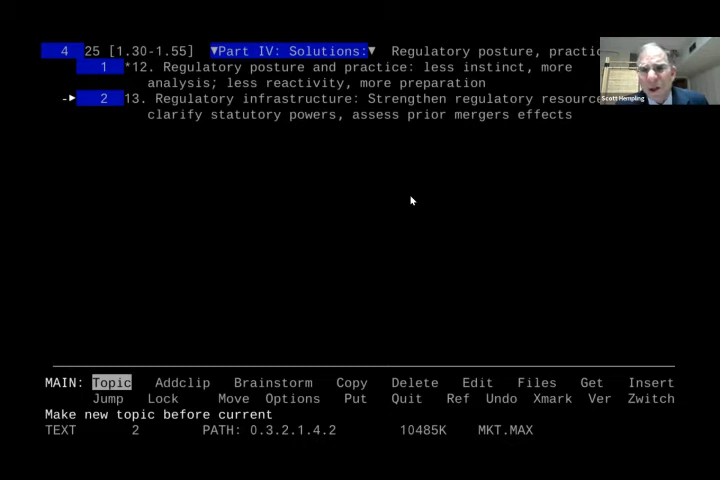 4 25 [1.30-1.55] ▼Part IV: Solutions:▼ Regulatory posture, practic
1 *12. Regulatory posture and practice: less instinct, more
analysis; less reactivity, more preparation
-► 2 13. Regulatory infrastructure: Strengthen regulatory resource
clarify statutory powers, assess prior mergers effects
Scott Hempling
MAIN: Topic Addclip Brainstorm Copy Delete Edit Files Get Insert
Jump Lock Move Options Put Quit Ref Undo Xmark Ver Zwitch
Make new topic before current
TEXT 2 PATH: 0.3.2.1.4.2 10485K MKT.MAX